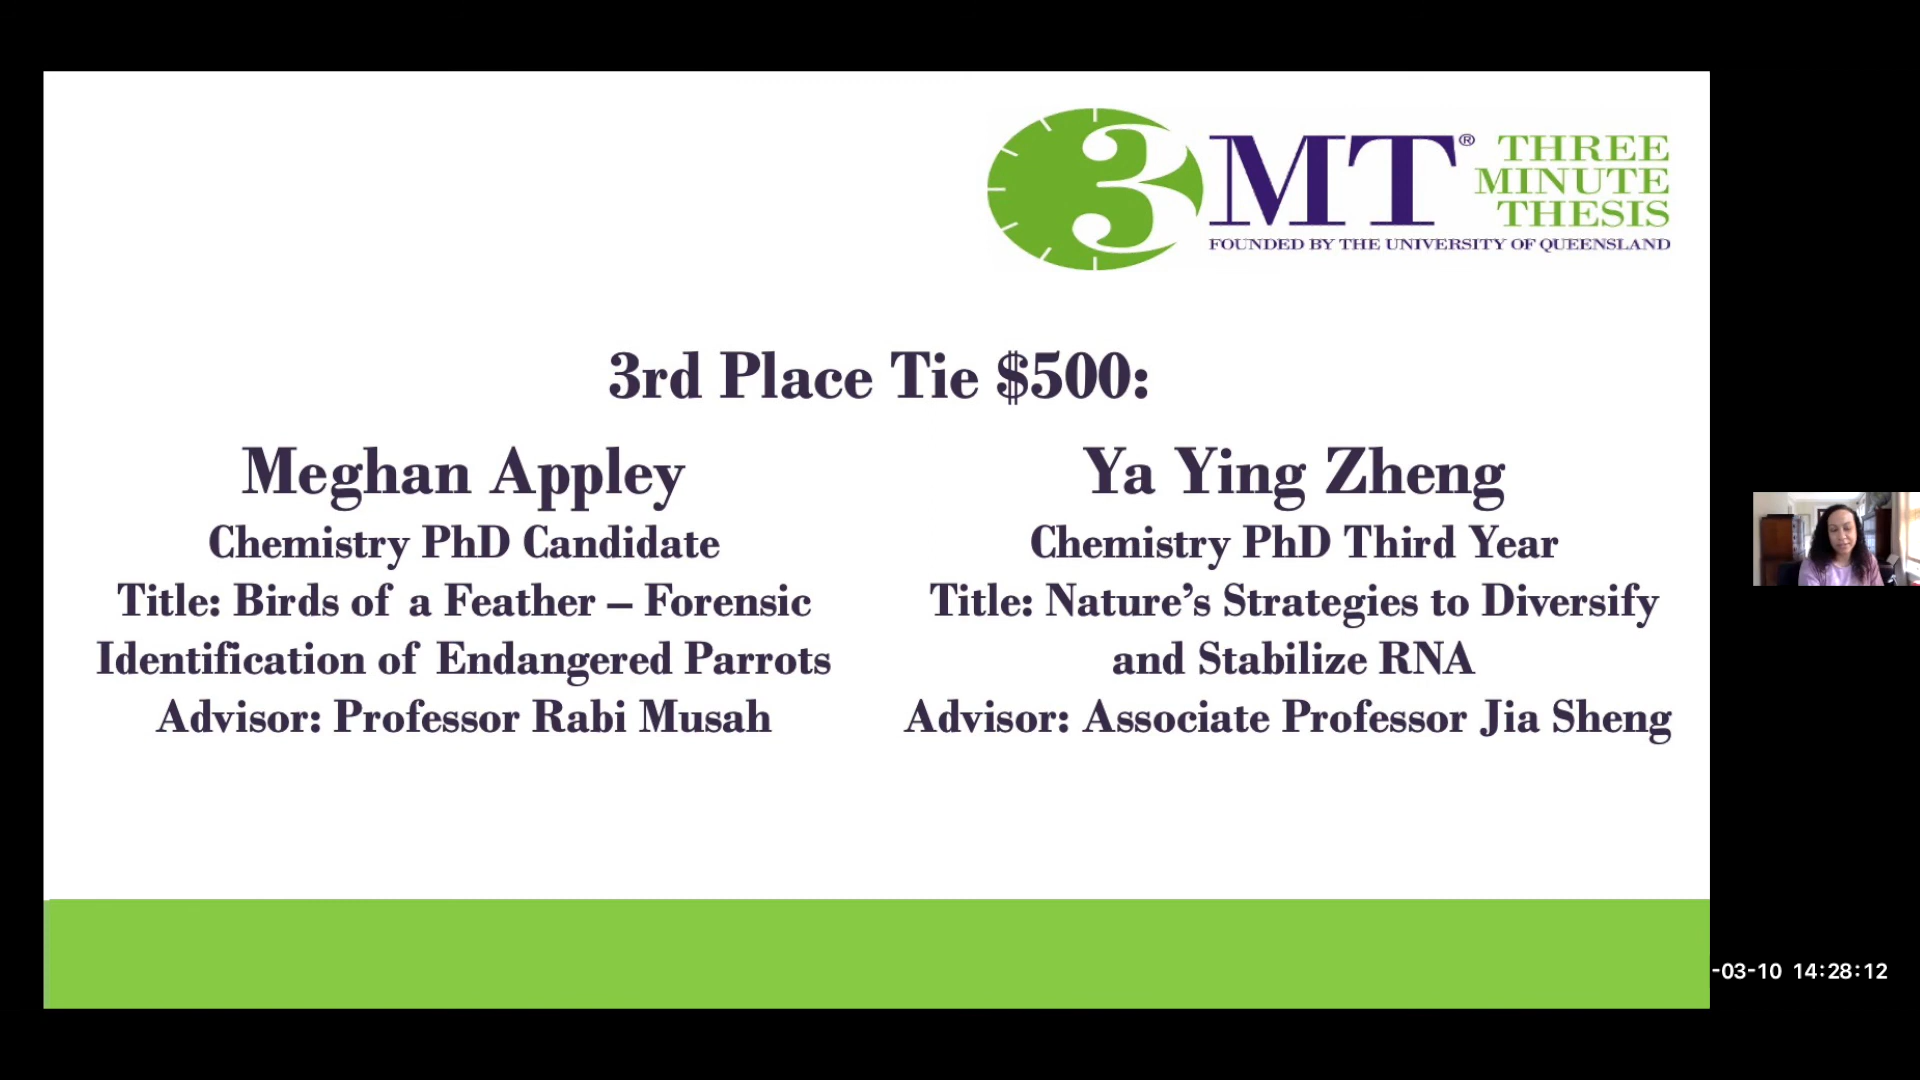 3MT® THREE
MINUTE
THESIS
FOUNDED BY THE UNIVERSITY OF QUEENSLAND
3rd Place Tie $500:
Meghan Appley
Chemistry PhD Candidate
Title: Birds of a Feather – Forensic
Identification of Endangered Parrots
Advisor: Professor Rabi Musah
Ya Ying Zheng
Chemistry PhD Third Year
Title: Nature’s Strategies to Diversify
and Stabilize RNA
Advisor: Associate Professor Jia Sheng
-03-10 14:28:12